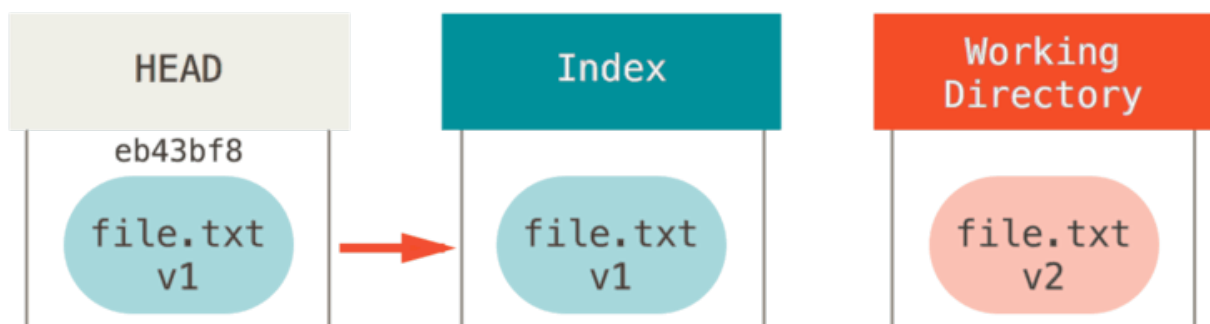 HEAD
Index
Working
Directory
eb43bf8
file.txt
v1
file.txt
v1
file.txt
v2